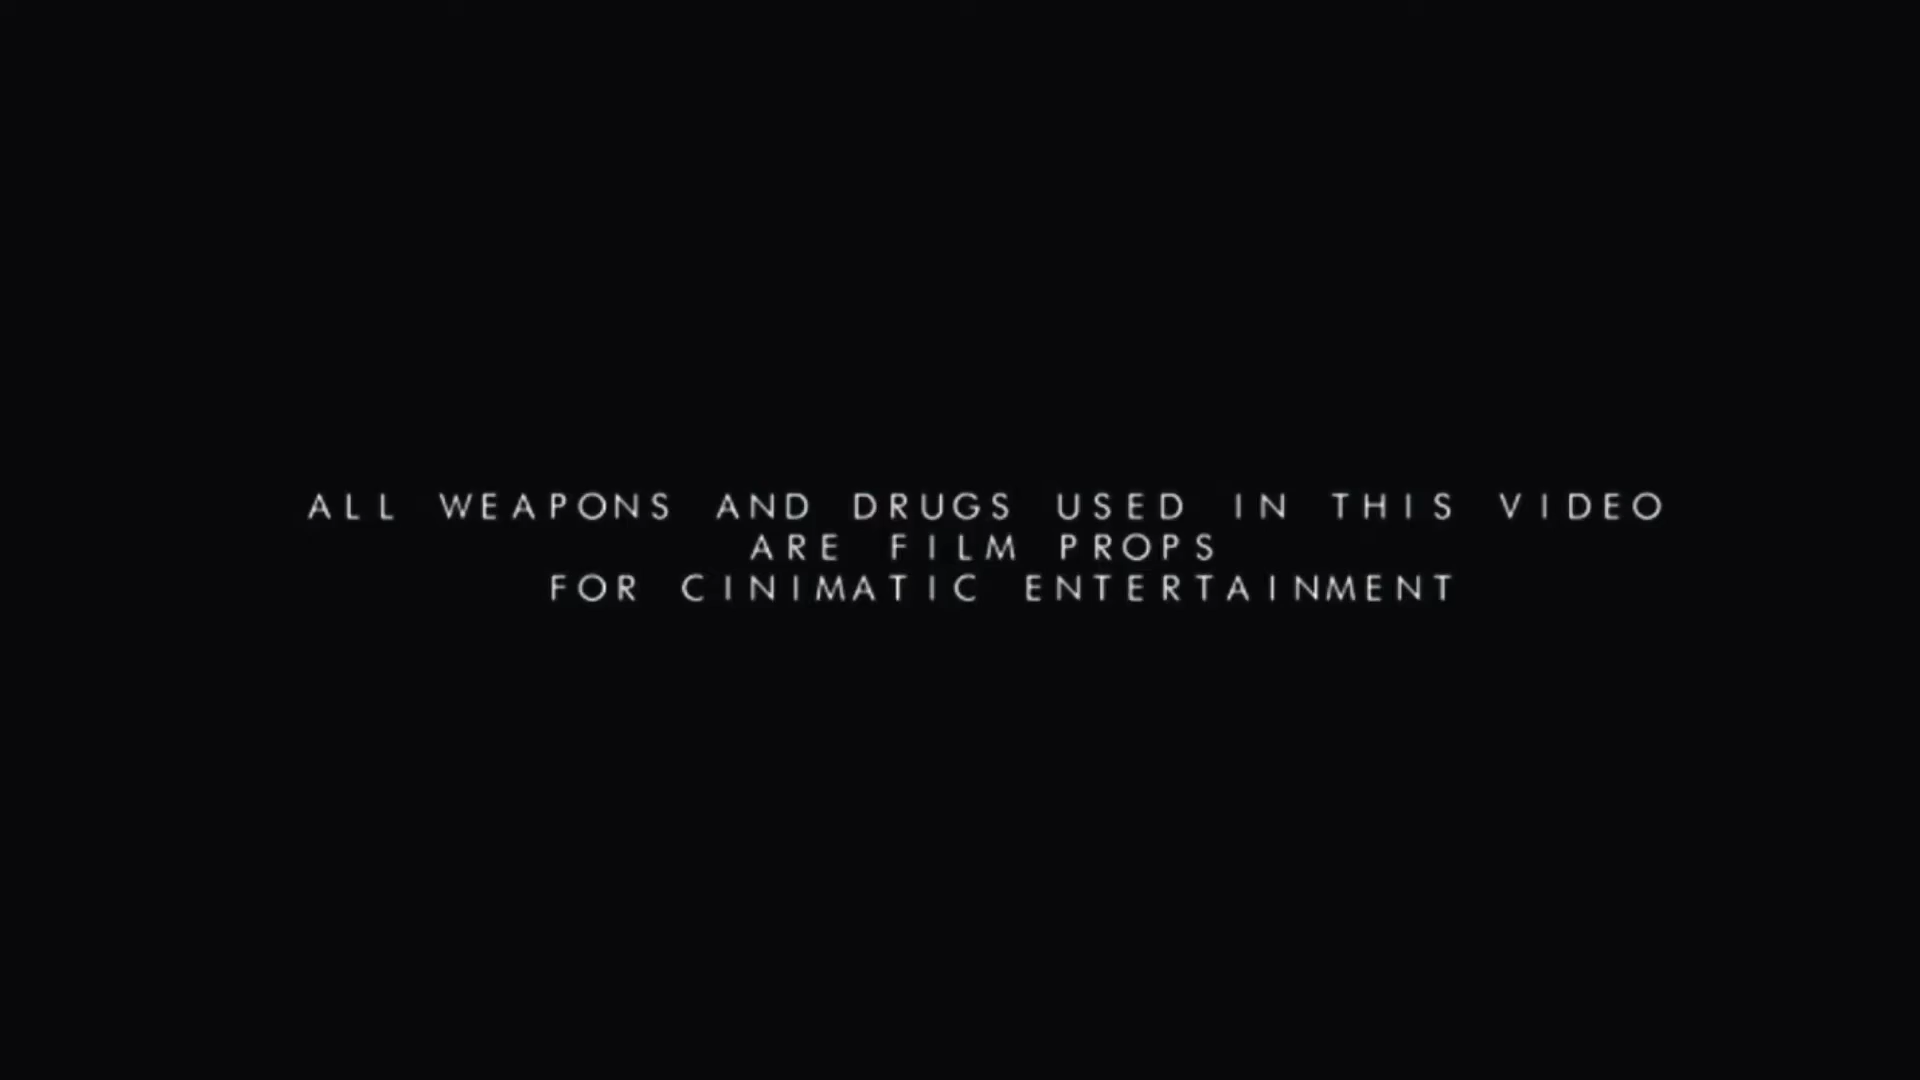 ALL WEAPONS AND DRUGS USED IN THIS VIDEO
ARE FILM PROPS
FOR CINIMATIC ENTERTAINMENT